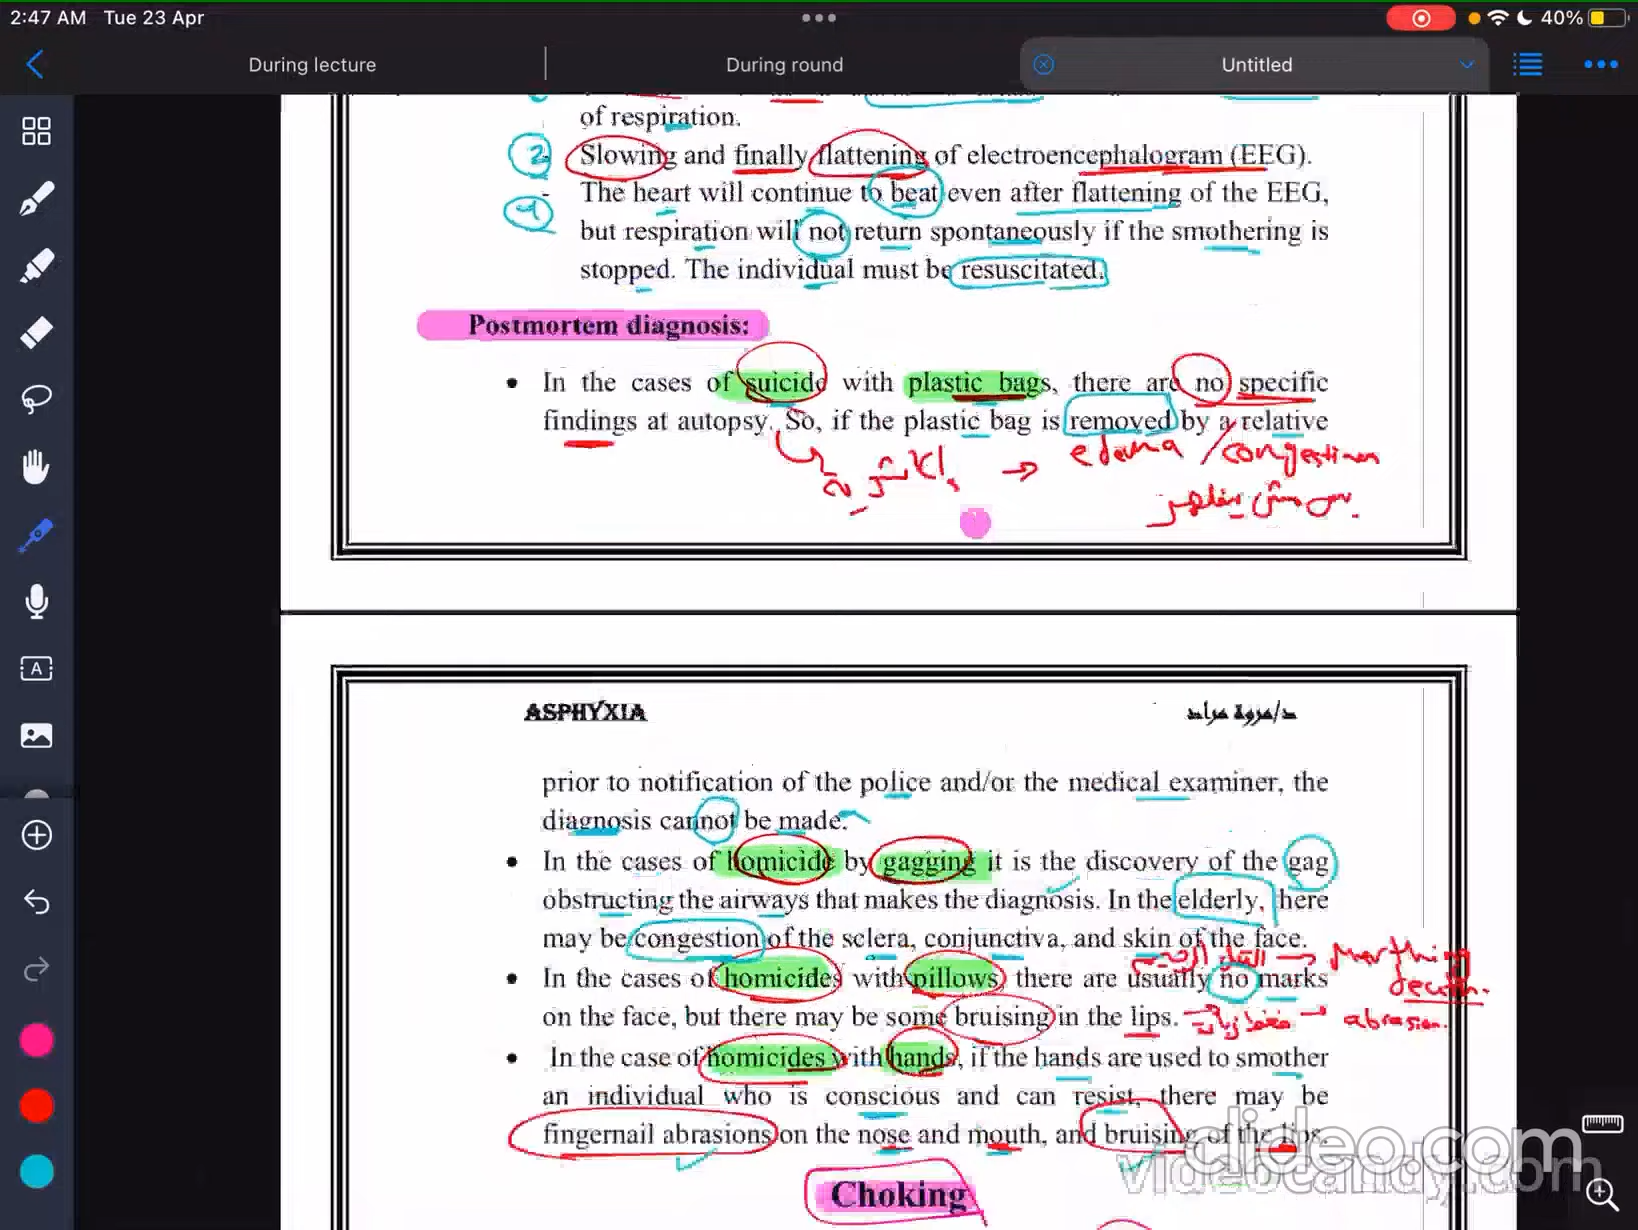 2:47 AM Tue 23 Apr
40%
During lecture
During round
Untitled
of respiration.
2 Slowing and finally flattening of electroencephalogram (EEG).
The heart will continue to beat even after flattening of the EEG,
4
but respiration will not return spontaneously if the smothering is
stopped. The individual must be resuscitated.
Postmortem diagnosis:
• In the cases of suicide with plastic bags, there are no specific
findings at autopsy. So, if the plastic bag is removed by a relative
→ edema / congestion
ASPHYXIA
د/مروة مراد
prior to notification of the police and/or the medical examiner, the
diagnosis cannot be made.
• In the cases of homicide by gagging it is the discovery of the gag
obstructing the airways that makes the diagnosis. In the elderly, there
may be congestion of the sclera, conjunctiva, and skin of the face.
• In the cases of homicides with pillows, there are usually no marks
on the face, but there may be some bruising in the lips. → abrasion.
• In the case of homicides with hands, if the hands are used to smother
an individual who is conscious and can resist, there may be
fingernail abrasions on the nose and mouth, and bruising of the lips.
clideo.com
videocandy.com
Choking